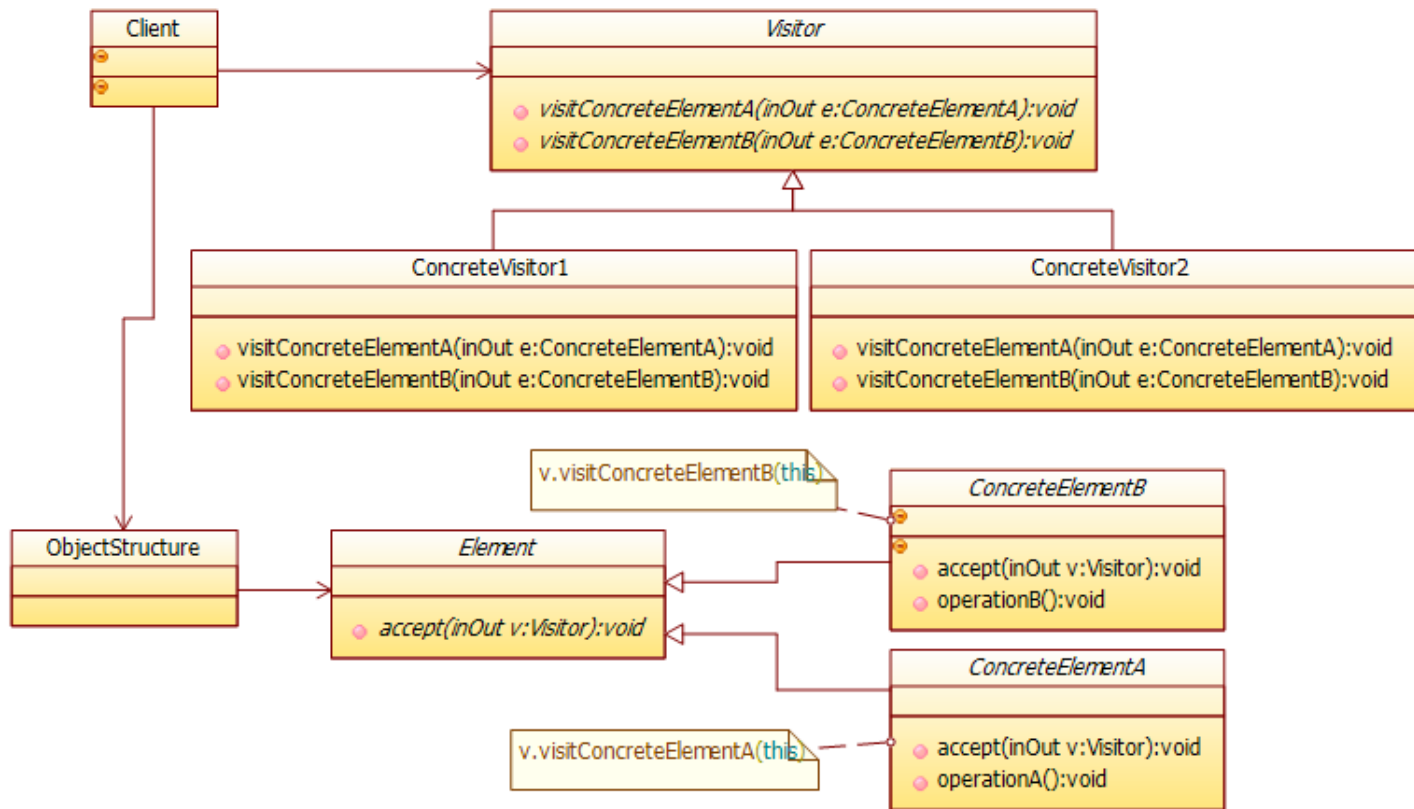 Client
Visitor
visitConcreteElementA(inOut e:ConcreteElementA):void
visitConcreteElementB(inOut e:ConcreteElementB):void
ConcreteVisitor1
visitConcreteElementA(inOut e:ConcreteElementA):void
visitConcreteElementB(inOut e:ConcreteElementB):void
ConcreteVisitor2
visitConcreteElementA(inOut e:ConcreteElementA):void
visitConcreteElementB(inOut e:ConcreteElementB):void
v.visitConcreteElementB(this)
ConcreteElementB
accept(inOut v:Visitor):void
operationB():void
ObjectStructure
Element
accept(inOut v:Visitor):void
ConcreteElementA
accept(inOut v:Visitor):void
operationA():void
v.visitConcreteElementA(this)